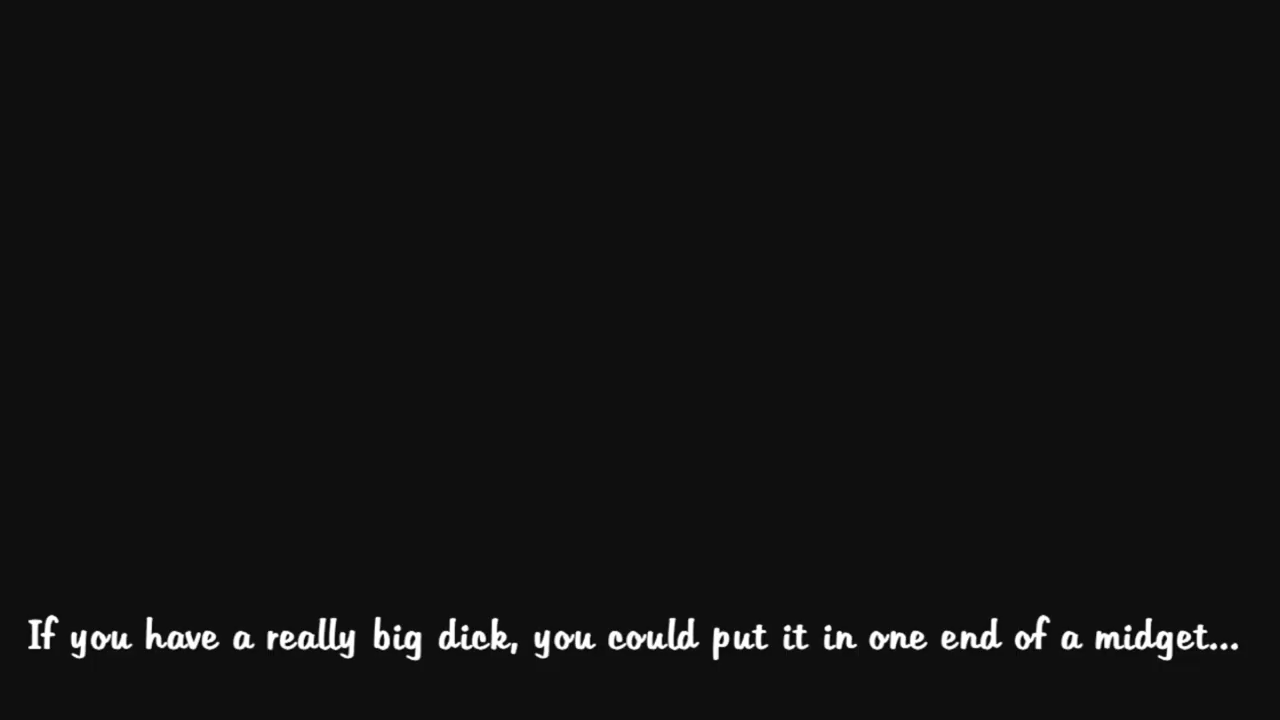 If you have a really big dick, you could put it in one end of a midget...